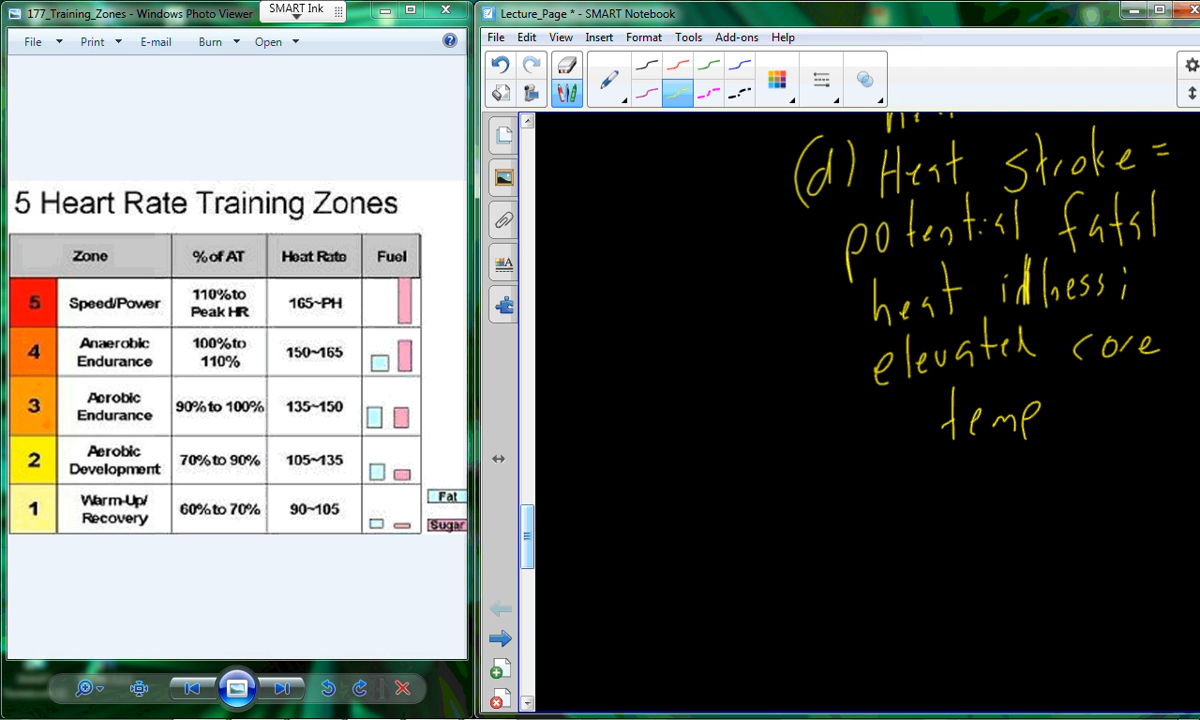 177_Training_Zones - Windows Photo Viewer
SMART Ink
File Print E-mail Burn Open
5 Heart Rate Training Zones
Zone % of AT Heat Rate Fuel
5 Speed/Power 110% to Peak HR 165~PH
4 Anaerobic Endurance 100% to 110% 150~165
3 Aerobic Endurance 90% to 100% 135~150
2 Aerobic Development 70% to 90% 105~135
1 Warm-Up/ Recovery 60% to 70% 90~105
Fat
Sugar
Lecture_Page * - SMART Notebook
File Edit View Insert Format Tools Add-ons Help
(d) Heat stroke =
potential fatal
heat illness;
elevated core
temp